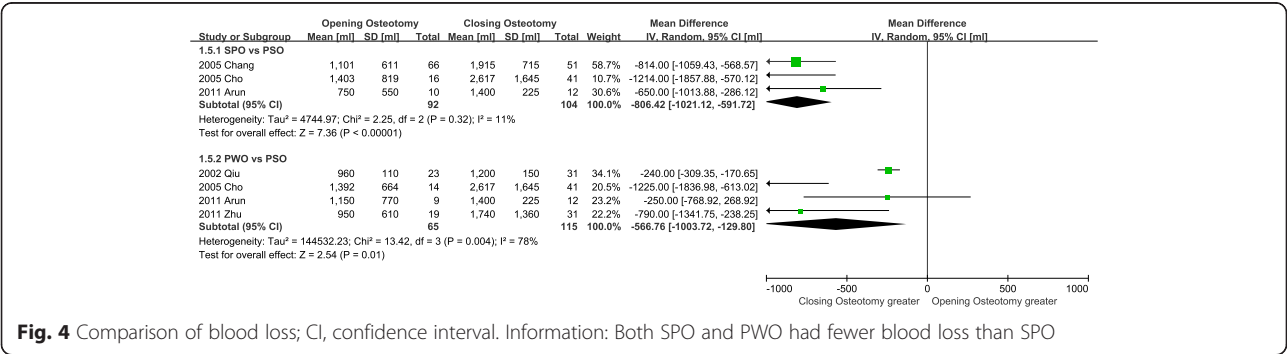 Opening Osteotomy Closing Osteotomy Mean Difference Mean Difference
Study or Subgroup Mean [ml] SD [ml] Total Mean [ml] SD [ml] Total Weight IV, Random, 95% CI [ml] IV, Random, 95% CI [ml]
1.5.1 SPO vs PSO
2005 Chang 1,101 611 66 1,915 715 51 58.7% -814.00 [-1059.43, -568.57]
2005 Cho 1,403 819 16 2,617 1,645 41 10.7% -1214.00 [-1857.88, -570.12]
2011 Arun 750 550 10 1,400 225 12 30.6% -650.00 [-1013.88, -286.12]
Subtotal (95% CI) 92 104 100.0% -806.42 [-1021.12, -591.72]
Heterogeneity: Tau² = 4744.97; Chi² = 2.25, df = 2 (P = 0.32); I² = 11%
Test for overall effect: Z = 7.36 (P < 0.00001)
1.5.2 PWO vs PSO
2002 Qiu 960 110 23 1,200 150 31 34.1% -240.00 [-309.35, -170.65]
2005 Cho 1,392 664 14 2,617 1,645 41 20.5% -1225.00 [-1836.98, -613.02]
2011 Arun 1,150 770 9 1,400 225 12 23.2% -250.00 [-768.92, 268.92]
2011 Zhu 950 610 19 1,740 1,360 31 22.2% -790.00 [-1341.75, -238.25]
Subtotal (95% CI) 65 115 100.0% -566.76 [-1003.72, -129.80]
Heterogeneity: Tau² = 144532.23; Chi² = 13.42, df = 3 (P = 0.004); I² = 78%
Test for overall effect: Z = 2.54 (P = 0.01)
-1000 -500 0 500 1000
Closing Osteotomy greater Opening Osteotomy greater
Fig. 4 Comparison of blood loss; CI, confidence interval. Information: Both SPO and PWO had fewer blood loss than SPO